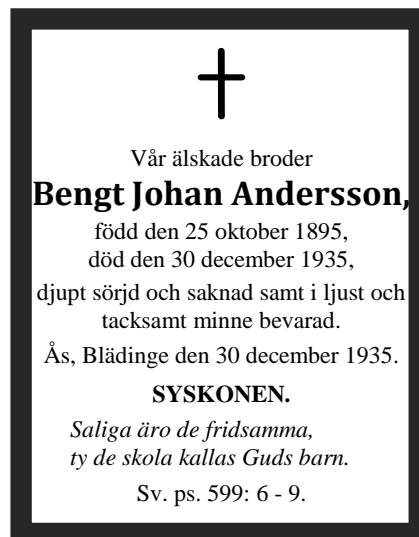 Vår älskade broder
Bengt Johan Andersson,
född den 25 oktober 1895,
död den 30 december 1935,
djupt sörjd och saknad samt i ljust och
tacksamt minne bevarad.
Ås, Blädinge den 30 december 1935.
SYSKONEN.
Saliga äro de fridsamma,
ty de skola kallas Guds barn.
Sv. ps. 599: 6 - 9.